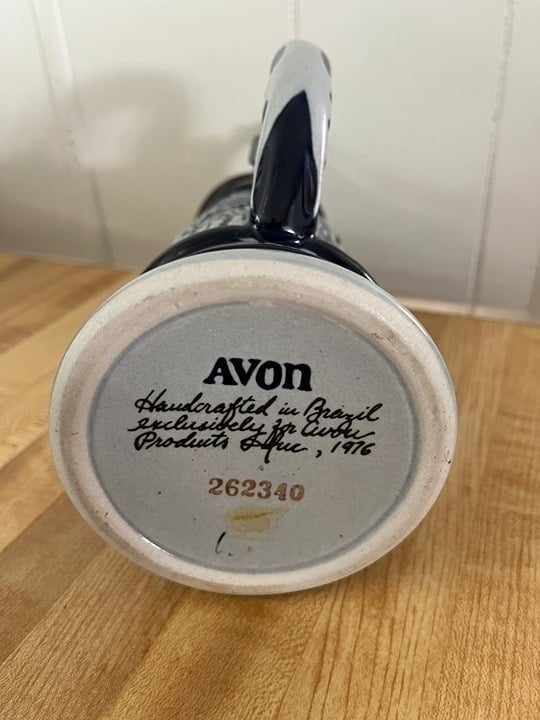 AVON
Handcrafted in Brazil
exclusively for Avon
Products Inc, 1976
262340